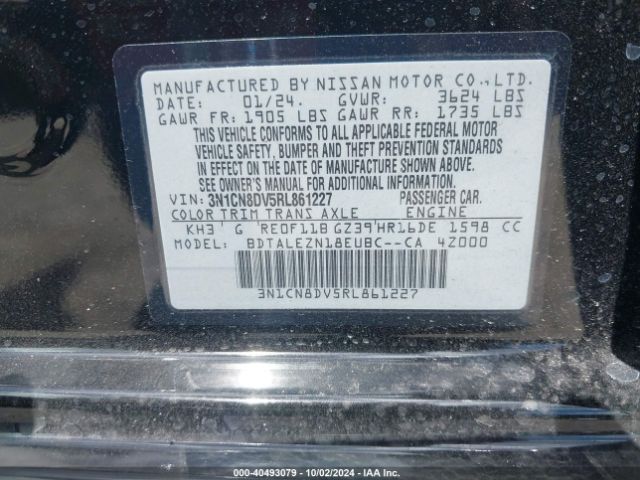 MANUFACTURED BY NISSAN MOTOR CO.,LTD.
DATE: 01/24. GVWR: 3624 LBS
GAWR FR: 1905 LBS GAWR RR: 1735 LBS
THIS VEHICLE CONFORMS TO ALL APPLICABLE FEDERAL MOTOR
VEHICLE SAFETY, BUMPER AND THEFT PREVENTION STANDARDS
IN EFFECT ON THE DATE OF MANUFACTURE SHOWN ABOVE.
SEE OWNER'S MANUAL FOR ADDITIONAL INFORMATION.
VIN: 3N1CN8DV5RL861227 PASSENGER CAR.
COLOR TRIM TRANS AXLE ENGINE
KH3' G 'RE0F11B GZ39'HR16DE 1598 CC
MODEL: BDTALEZN18EUBC--CA 4Z000
3N1CN8DV5RL861227
000-40493079 - 10/02/2024 - IAA Inc.